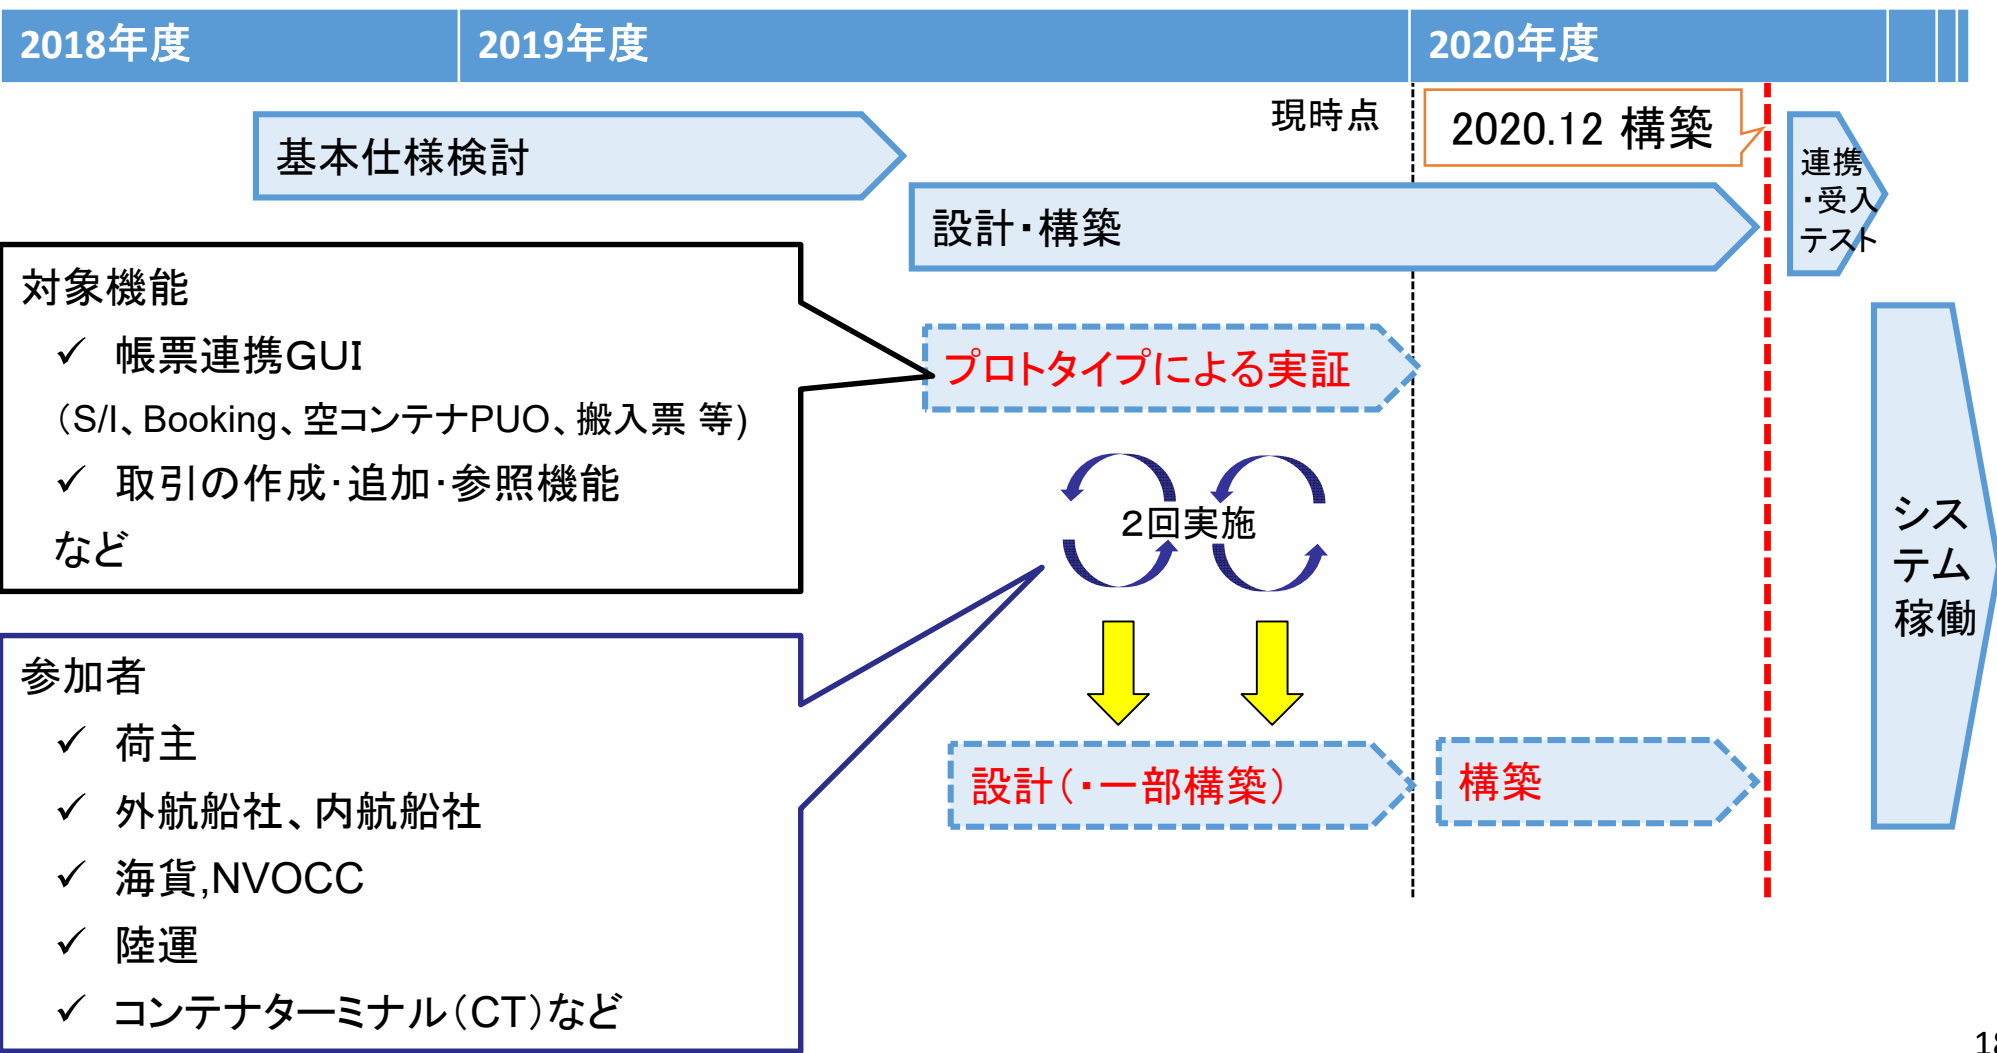 2018年度
2019年度
2020年度
現時点
2020.12 構築
基本仕様検討
設計・構築
連携
・受入
テスト
対象機能
✓ 帳票連携GUI
（S/I、Booking、空コンテナPUO、搬入票 等)
✓ 取引の作成・追加・参照機能
など
プロトタイプによる実証
２回実施
シス
テム
稼働
参加者
✓ 荷主
✓ 外航船社、内航船社
✓ 海貨,NVOCC
✓ 陸運
✓ コンテナターミナル（CT）など
設計（・一部構築）
構築
18